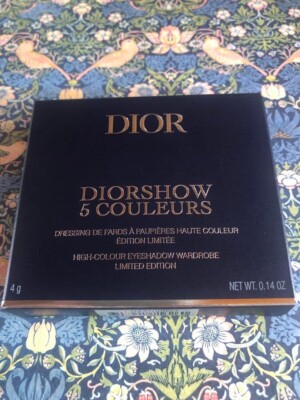 DIOR
DIORSHOW
5 COULEURS
DRESSING DE FARDS À PAUPIÈRES HAUTE COULEUR
ÉDITION LIMITÉE
HIGH-COLOUR EYESHADOW WARDROBE
LIMITED EDITION
4 g
NET WT. 0.14 OZ